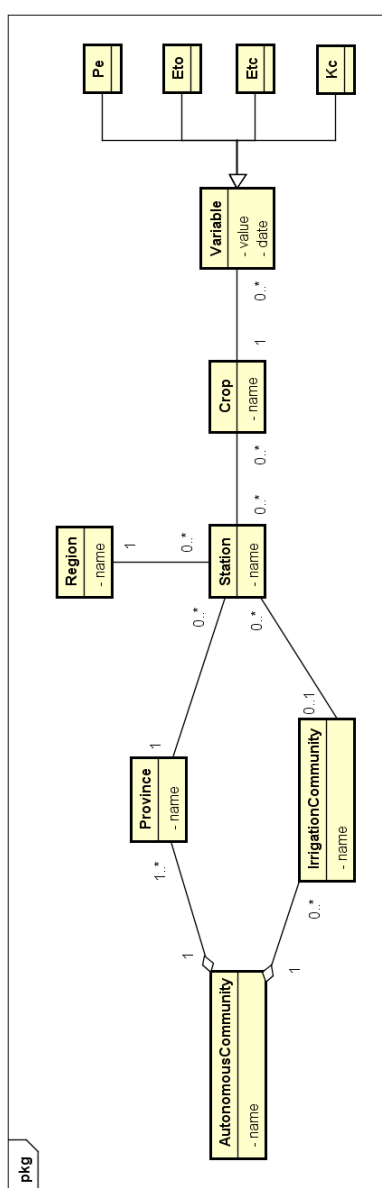 pkg
AutonomousCommunity
- name
1
1..*
Province
- name
1
0..*
1
0..*
IrrigationCommunity
- name
0..1
0..*
Region
- name
1
0..*
Station
- name
0..*
0..*
Crop
- name
1
0..*
Variable
- value
- date
Pe
Eto
Etc
Kc